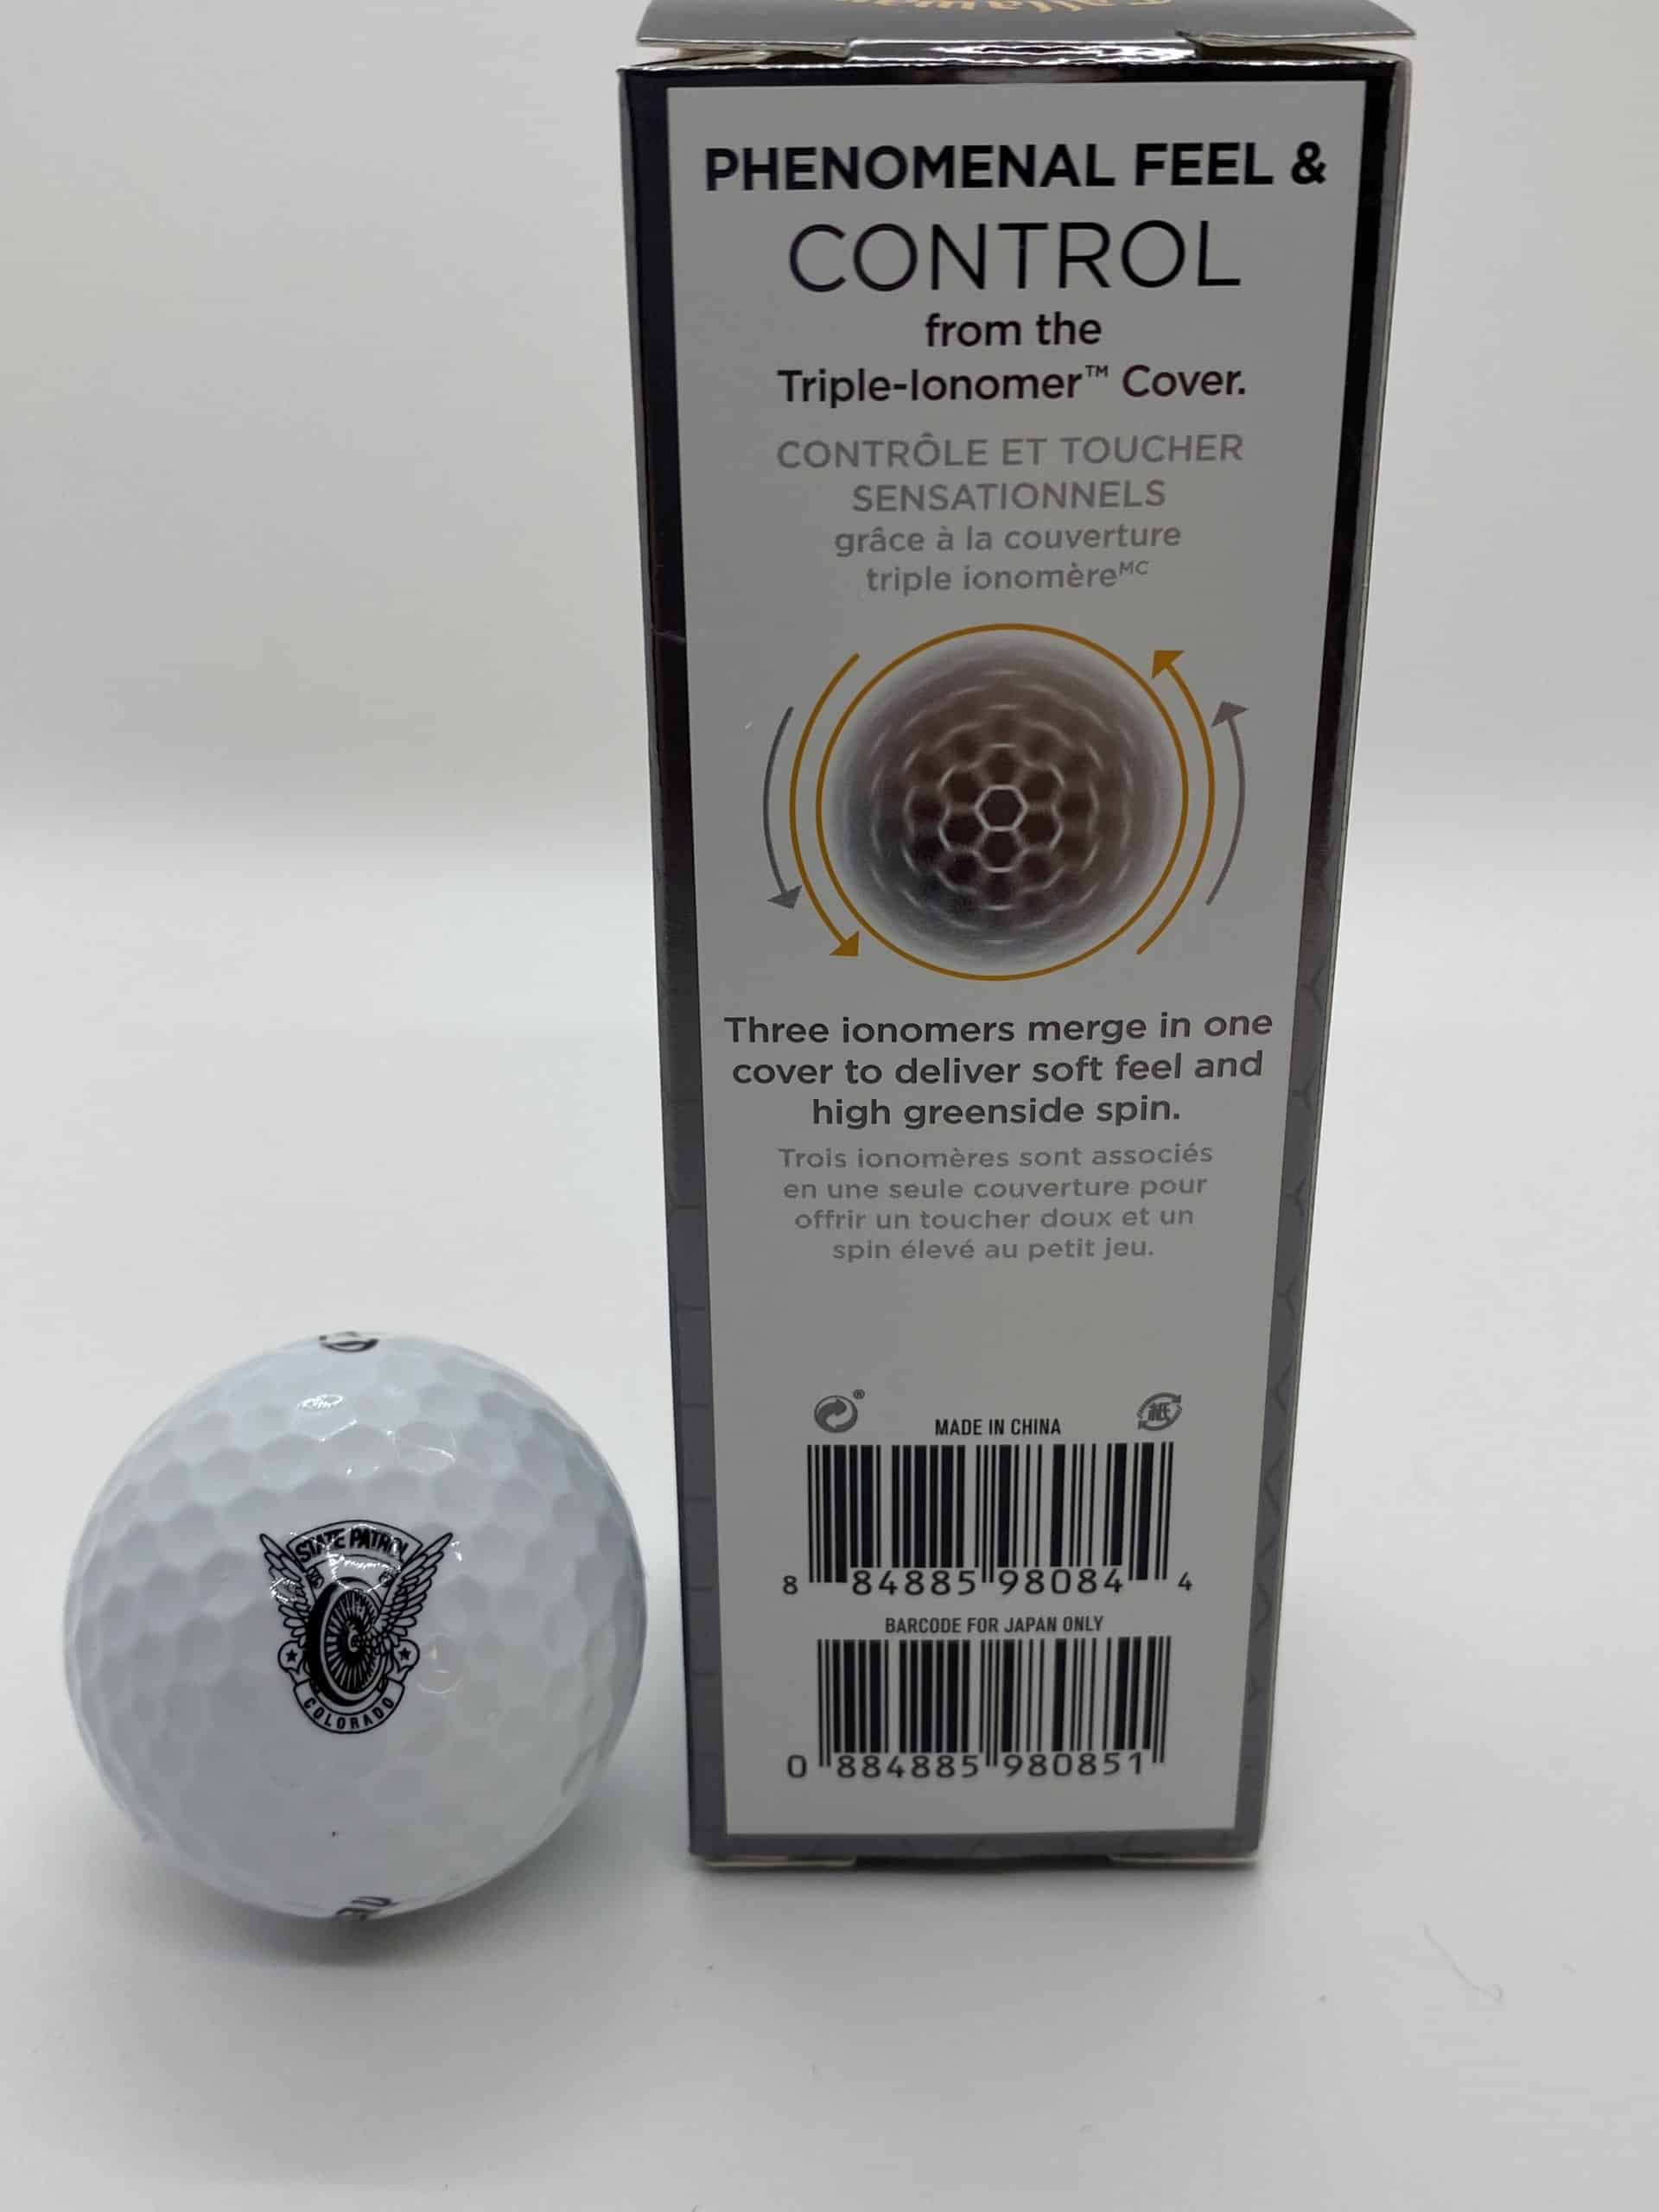 Callaway
PHENOMENAL FEEL &
CONTROL
from the
Triple-Ionomer™ Cover.
CONTRÔLE ET TOUCHER
SENSATIONNELS
grâce à la couverture
triple ionomèreᴹᶜ
Three ionomers merge in one
cover to deliver soft feel and
high greenside spin.
Trois ionomères sont associés
en une seule couverture pour
offrir un toucher doux et un
spin élevé au petit jeu.
®
紙
MADE IN CHINA
8 84885 98084 4
BARCODE FOR JAPAN ONLY
0 884885 980851
STATE PATROL
COLORADO